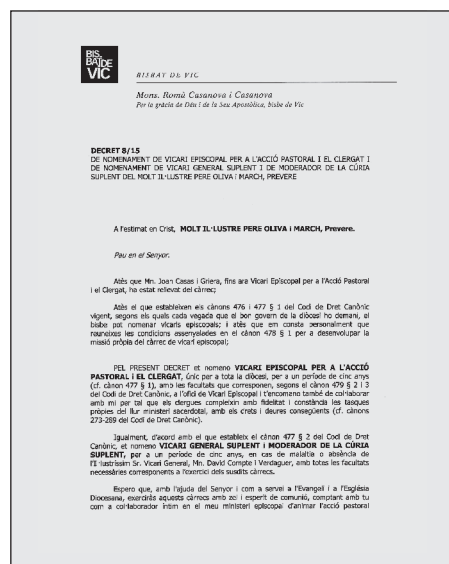 BIS
BAT DE
VIC
BISBAT DE VIC
Mons. Romà Casanova i Casanova
Per la gràcia de Déu i de la Seu Apostòlica, bisbe de Vic
DECRET 8/15
DE NOMENAMENT DE VICARI EPISCOPAL PER A L'ACCIÓ PASTORAL I EL CLERGAT I
DE NOMENAMENT DE VICARI GENERAL SUPLENT I DE MODERADOR DE LA CÚRIA
SUPLENT DEL MOLT IL·LUSTRE PERE OLIVA i MARCH, PREVERE
A l'estimat en Crist, MOLT IL·LUSTRE PERE OLIVA i MARCH, Prevere.
Pau en el Senyor.
Atès que Mn. Joan Casas i Griera, fins ara Vicari Episcopal per a l'Acció Pastoral
i el Clergat, ha estat rellevat del càrrec;
Atès el que estableixen els cànons 476 i 477 § 1 del Codi de Dret Canònic
vigent, segons els quals cada vegada que el bon govern de la diòcesi ho demani, el
bisbe pot nomenar vicaris episcopals; i atès que em consta personalment que
reuneixes les condicions assenyalades en el cànon 478 § 1 per a desenvolupar la
missió pròpia del càrrec de vicari episcopal;
PEL PRESENT DECRET et nomeno VICARI EPISCOPAL PER A L'ACCIÓ
PASTORAL i EL CLERGAT, únic per a tota la diòcesi, per a un període de cinc anys
(cf. cànon 477 § 1), amb les facultats que corresponen, segons el cànon 479 § 2 i 3
del Codi de Dret Canònic, a l'ofici de Vicari Episcopal i t'encomano també de col·laborar
amb mi per tal que els clergues compleixin amb fidelitat i constància les tasques
pròpies del llur ministeri sacerdotal, amb els drets i deures consegüents (cf. cànons
273-289 del Codi de Dret Canònic).
Igualment, d'acord amb el que estableix el cànon 477 § 2 del Codi de Dret
Canònic, et nomeno VICARI GENERAL SUPLENT i MODERADOR DE LA CÚRIA
SUPLENT, per a un període de cinc anys, en cas de malaltia o absència de
l'Il·lustríssim Sr. Vicari General, Mn. David Compte i Verdaguer, amb totes les facultats
necessàries corresponents a l'exercici dels susdits càrrecs.
Espero que, amb l'ajuda del Senyor i com a servei a l'Evangeli i a l'Església
Diocesana, exerciràs aquests càrrecs amb zel i esperit de comunió, comptant amb tu
com a col·laborador íntim en el meu ministeri episcopal d'animar l'acció pastoral